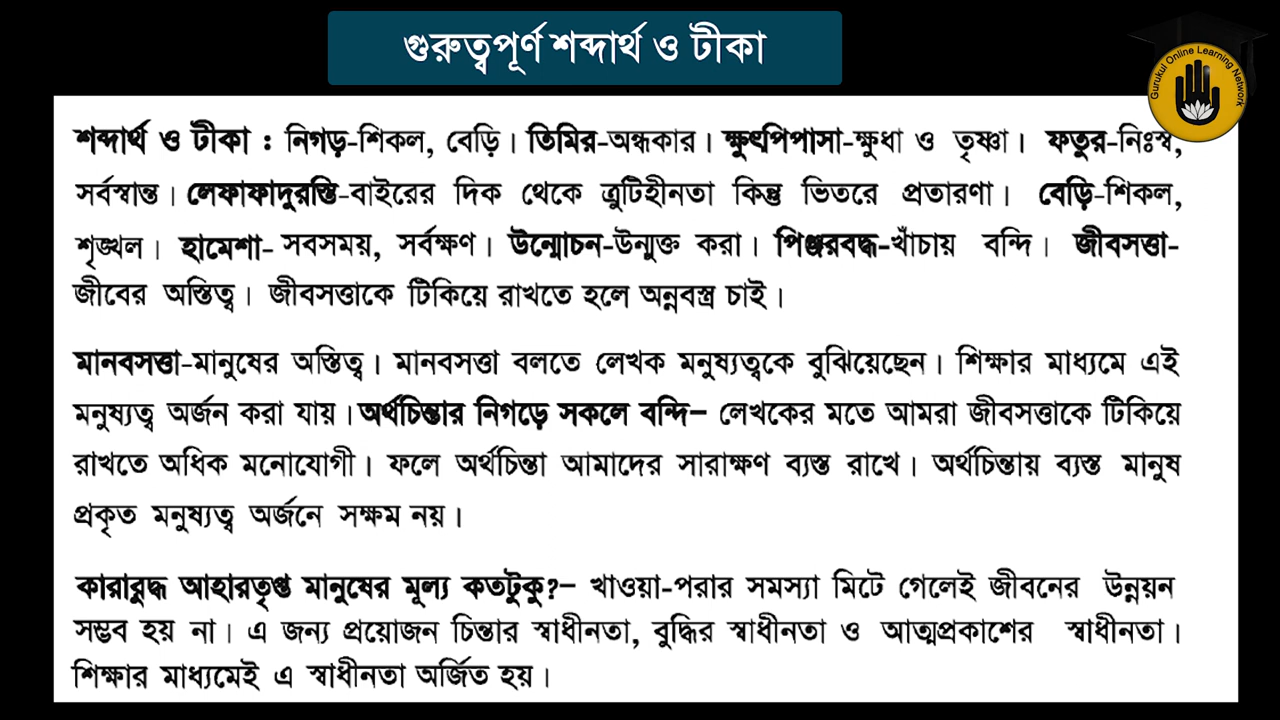 গুরুত্বপূর্ণ শব্দার্থ ও টীকা
Gurukul Online Learning Network
শব্দার্থ ও টীকা : নিগড়-শিকল, বেড়ি। তিমির-অন্ধকার। ক্ষুৎপিপাসা-ক্ষুধা ও তৃষ্ণা। ফতুর-নিঃস্ব,
সর্বস্বান্ত। লেফাফাদুরস্তি-বাইরের দিক থেকে ত্রুটিহীনতা কিন্তু ভিতরে প্রতারণা। বেড়ি-শিকল,
শৃঙ্খল। হামেশা- সবসময়, সর্বক্ষণ। উন্মোচন-উন্মুক্ত করা। পিঞ্জরবদ্ধ-খাঁচায় বন্দি। জীবসত্তা-
জীবের অস্তিত্ব। জীবসত্তাকে টিকিয়ে রাখতে হলে অন্নবস্ত্র চাই।
মানবসত্তা-মানুষের অস্তিত্ব। মানবসত্তা বলতে লেখক মনুষ্যত্বকে বুঝিয়েছেন। শিক্ষার মাধ্যমে এই
মনুষ্যত্ব অর্জন করা যায়। অর্থচিন্তার নিগড়ে সকলে বন্দি– লেখকের মতে আমরা জীবসত্তাকে টিকিয়ে
রাখতে অধিক মনোযোগী। ফলে অর্থচিন্তা আমাদের সারাক্ষণ ব্যস্ত রাখে। অর্থচিন্তায় ব্যস্ত মানুষ
প্রকৃত মনুষ্যত্ব অর্জনে সক্ষম নয়।
কারারুদ্ধ আহারতৃপ্ত মানুষের মূল্য কতটুকু?– খাওয়া-পরার সমস্যা মিটে গেলেই জীবনের উন্নয়ন
সম্ভব হয় না। এ জন্য প্রয়োজন চিন্তার স্বাধীনতা, বুদ্ধির স্বাধীনতা ও আত্মপ্রকাশের স্বাধীনতা।
শিক্ষার মাধ্যমেই এ স্বাধীনতা অর্জিত হয়।